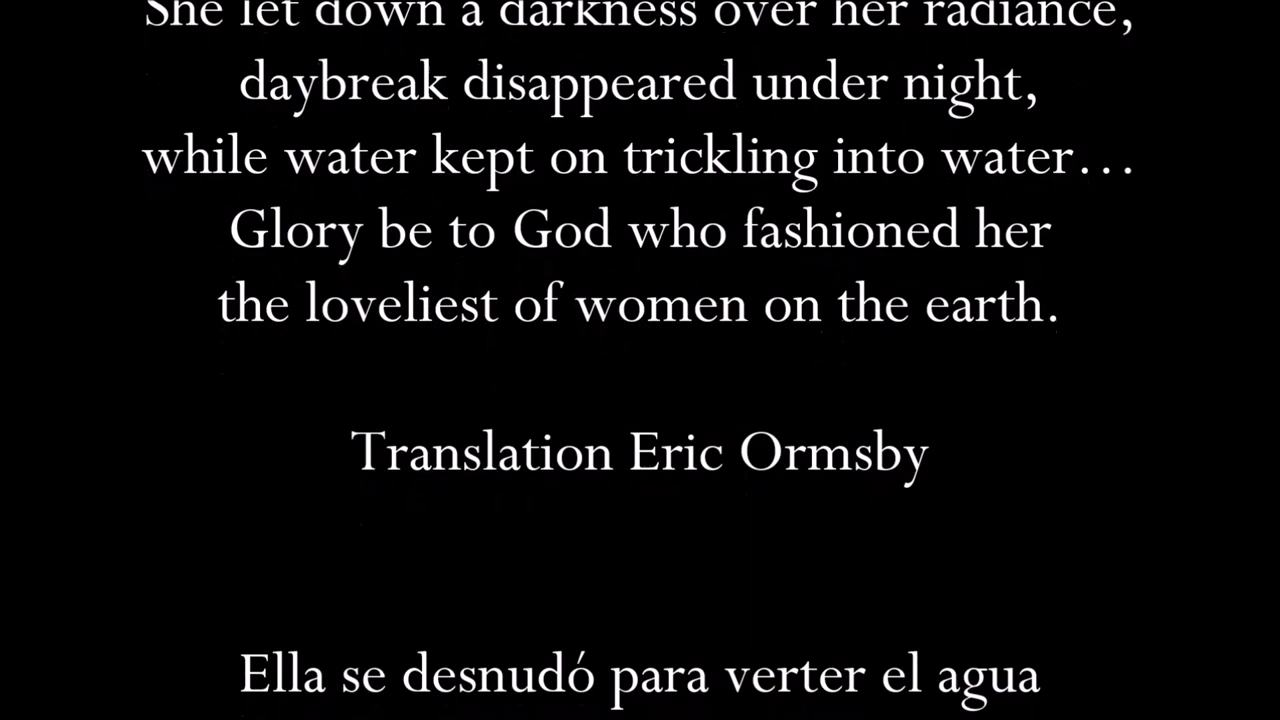 She let down a darkness over her radiance,
daybreak disappeared under night,
while water kept on trickling into water…
Glory be to God who fashioned her
the loveliest of women on the earth.
Translation Eric Ormsby
Ella se desnudó para verter el agua